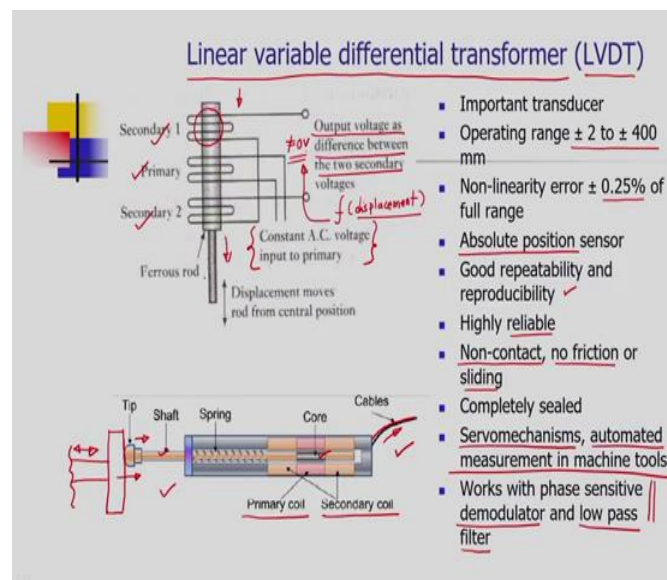 Linear variable differential transformer (LVDT)
Secondary 1
Primary
Secondary 2
Ferrous rod
Output voltage as
difference between
the two secondary
voltages
≠0V
f (displacement)
Constant A.C. voltage
input to primary
Displacement moves
rod from central position
Tip
Shaft
Spring
Core
Cables
Primary coil
Secondary coil
▪ Important transducer
▪ Operating range ± 2 to ± 400
mm
▪ Non-linearity error ± 0.25% of
full range
▪ Absolute position sensor
▪ Good repeatability and
reproducibility
▪ Highly reliable
▪ Non-contact, no friction or
sliding
▪ Completely sealed
▪ Servomechanisms, automated
measurement in machine tools
▪ Works with phase sensitive
demodulator and low pass
filter